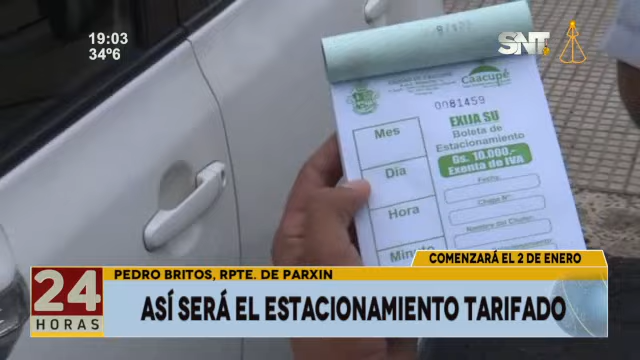 19:03
34°6
SNT
Caacupé
0081459
EXIJA SU
Boleta de
Estacionamiento
Gs. 10.000.-
Exenta de IVA
Mes
Día
Hora
Minuto
Fecha
Chapa Nº
Nombre del Chofer
COMENZARÁ EL 2 DE ENERO
PEDRO BRITOS, RPTE. DE PARXIN
24
HORAS
ASÍ SERÁ EL ESTACIONAMIENTO TARIFADO